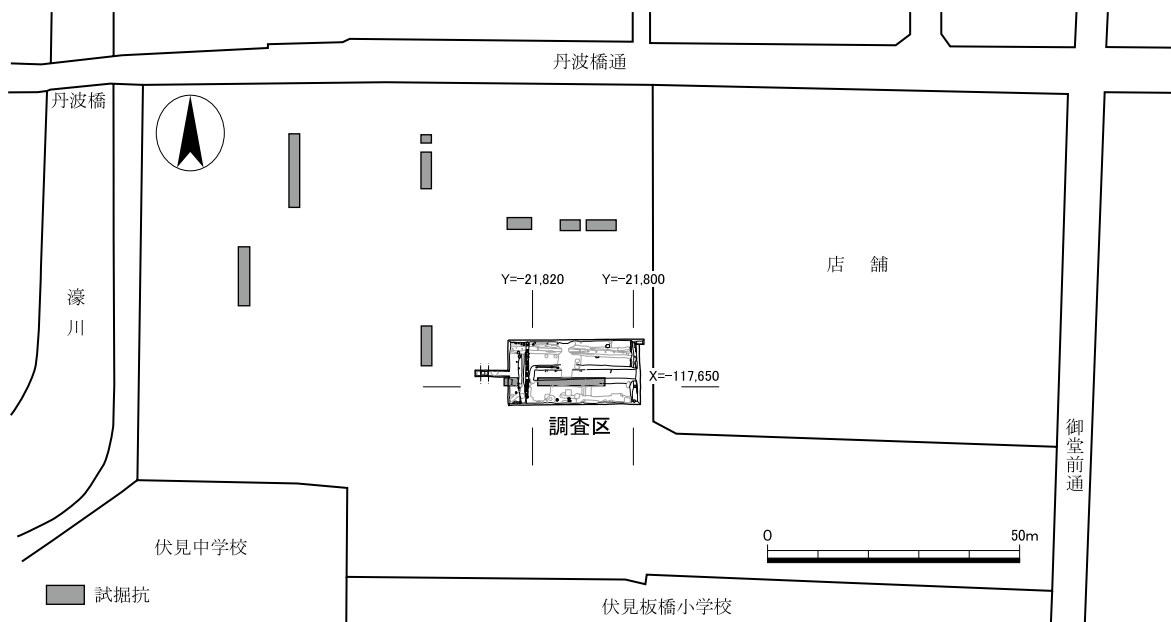 丹波橋通
丹波橋
店　舗
濠川
Y=-21,820
Y=-21,800
X=-117,650
調査区
御堂前通
0
50m
伏見中学校
試掘抗
伏見板橋小学校